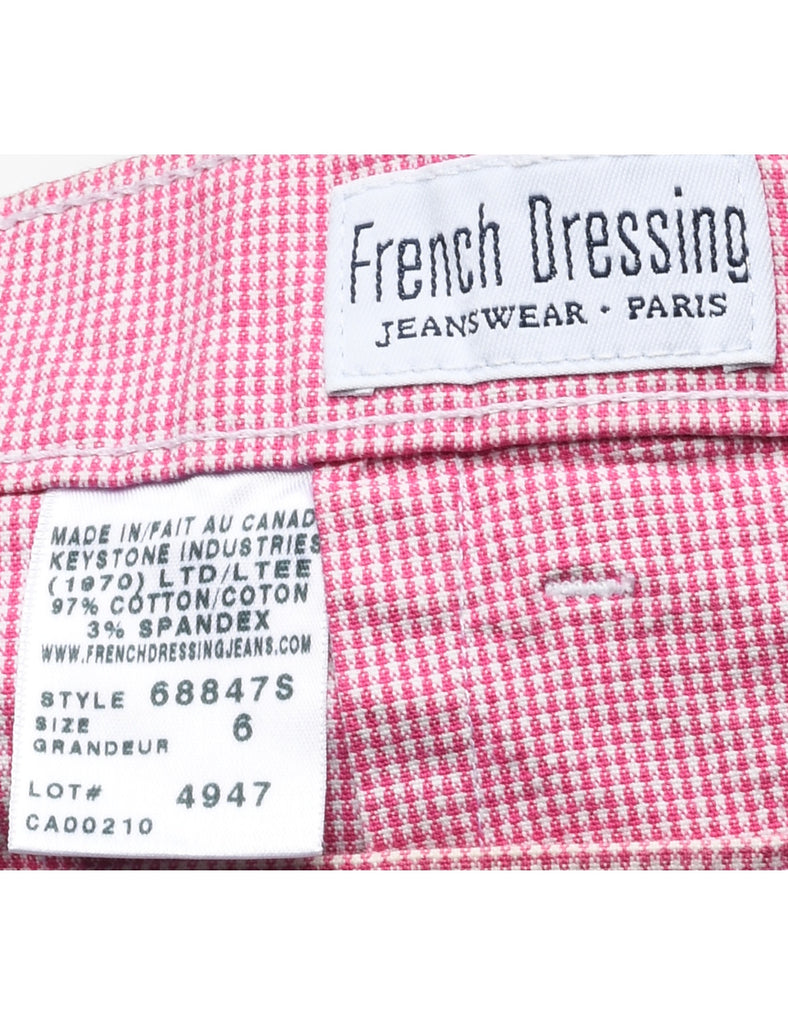 French Dressing
JEANSWEAR · PARIS
MADE IN/FAIT AU CANAD
KEYSTONE INDUSTRIES
(1970) LTD/LTEE
97% COTTON/COTON
3% SPANDEX
WWW.FRENCHDRESSINGJEANS.COM
STYLE 68847S
SIZE 6
GRANDEUR
LOT# 4947
CA00210